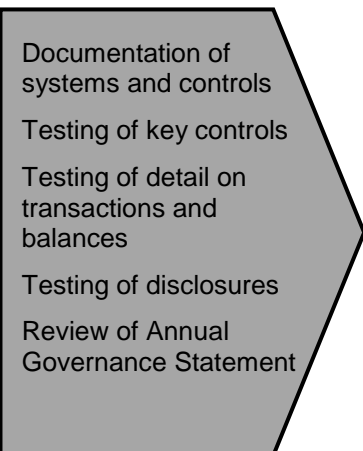 Documentation of
systems and controls
Testing of key controls
Testing of detail on
transactions and
balances
Testing of disclosures
Review of Annual
Governance Statement